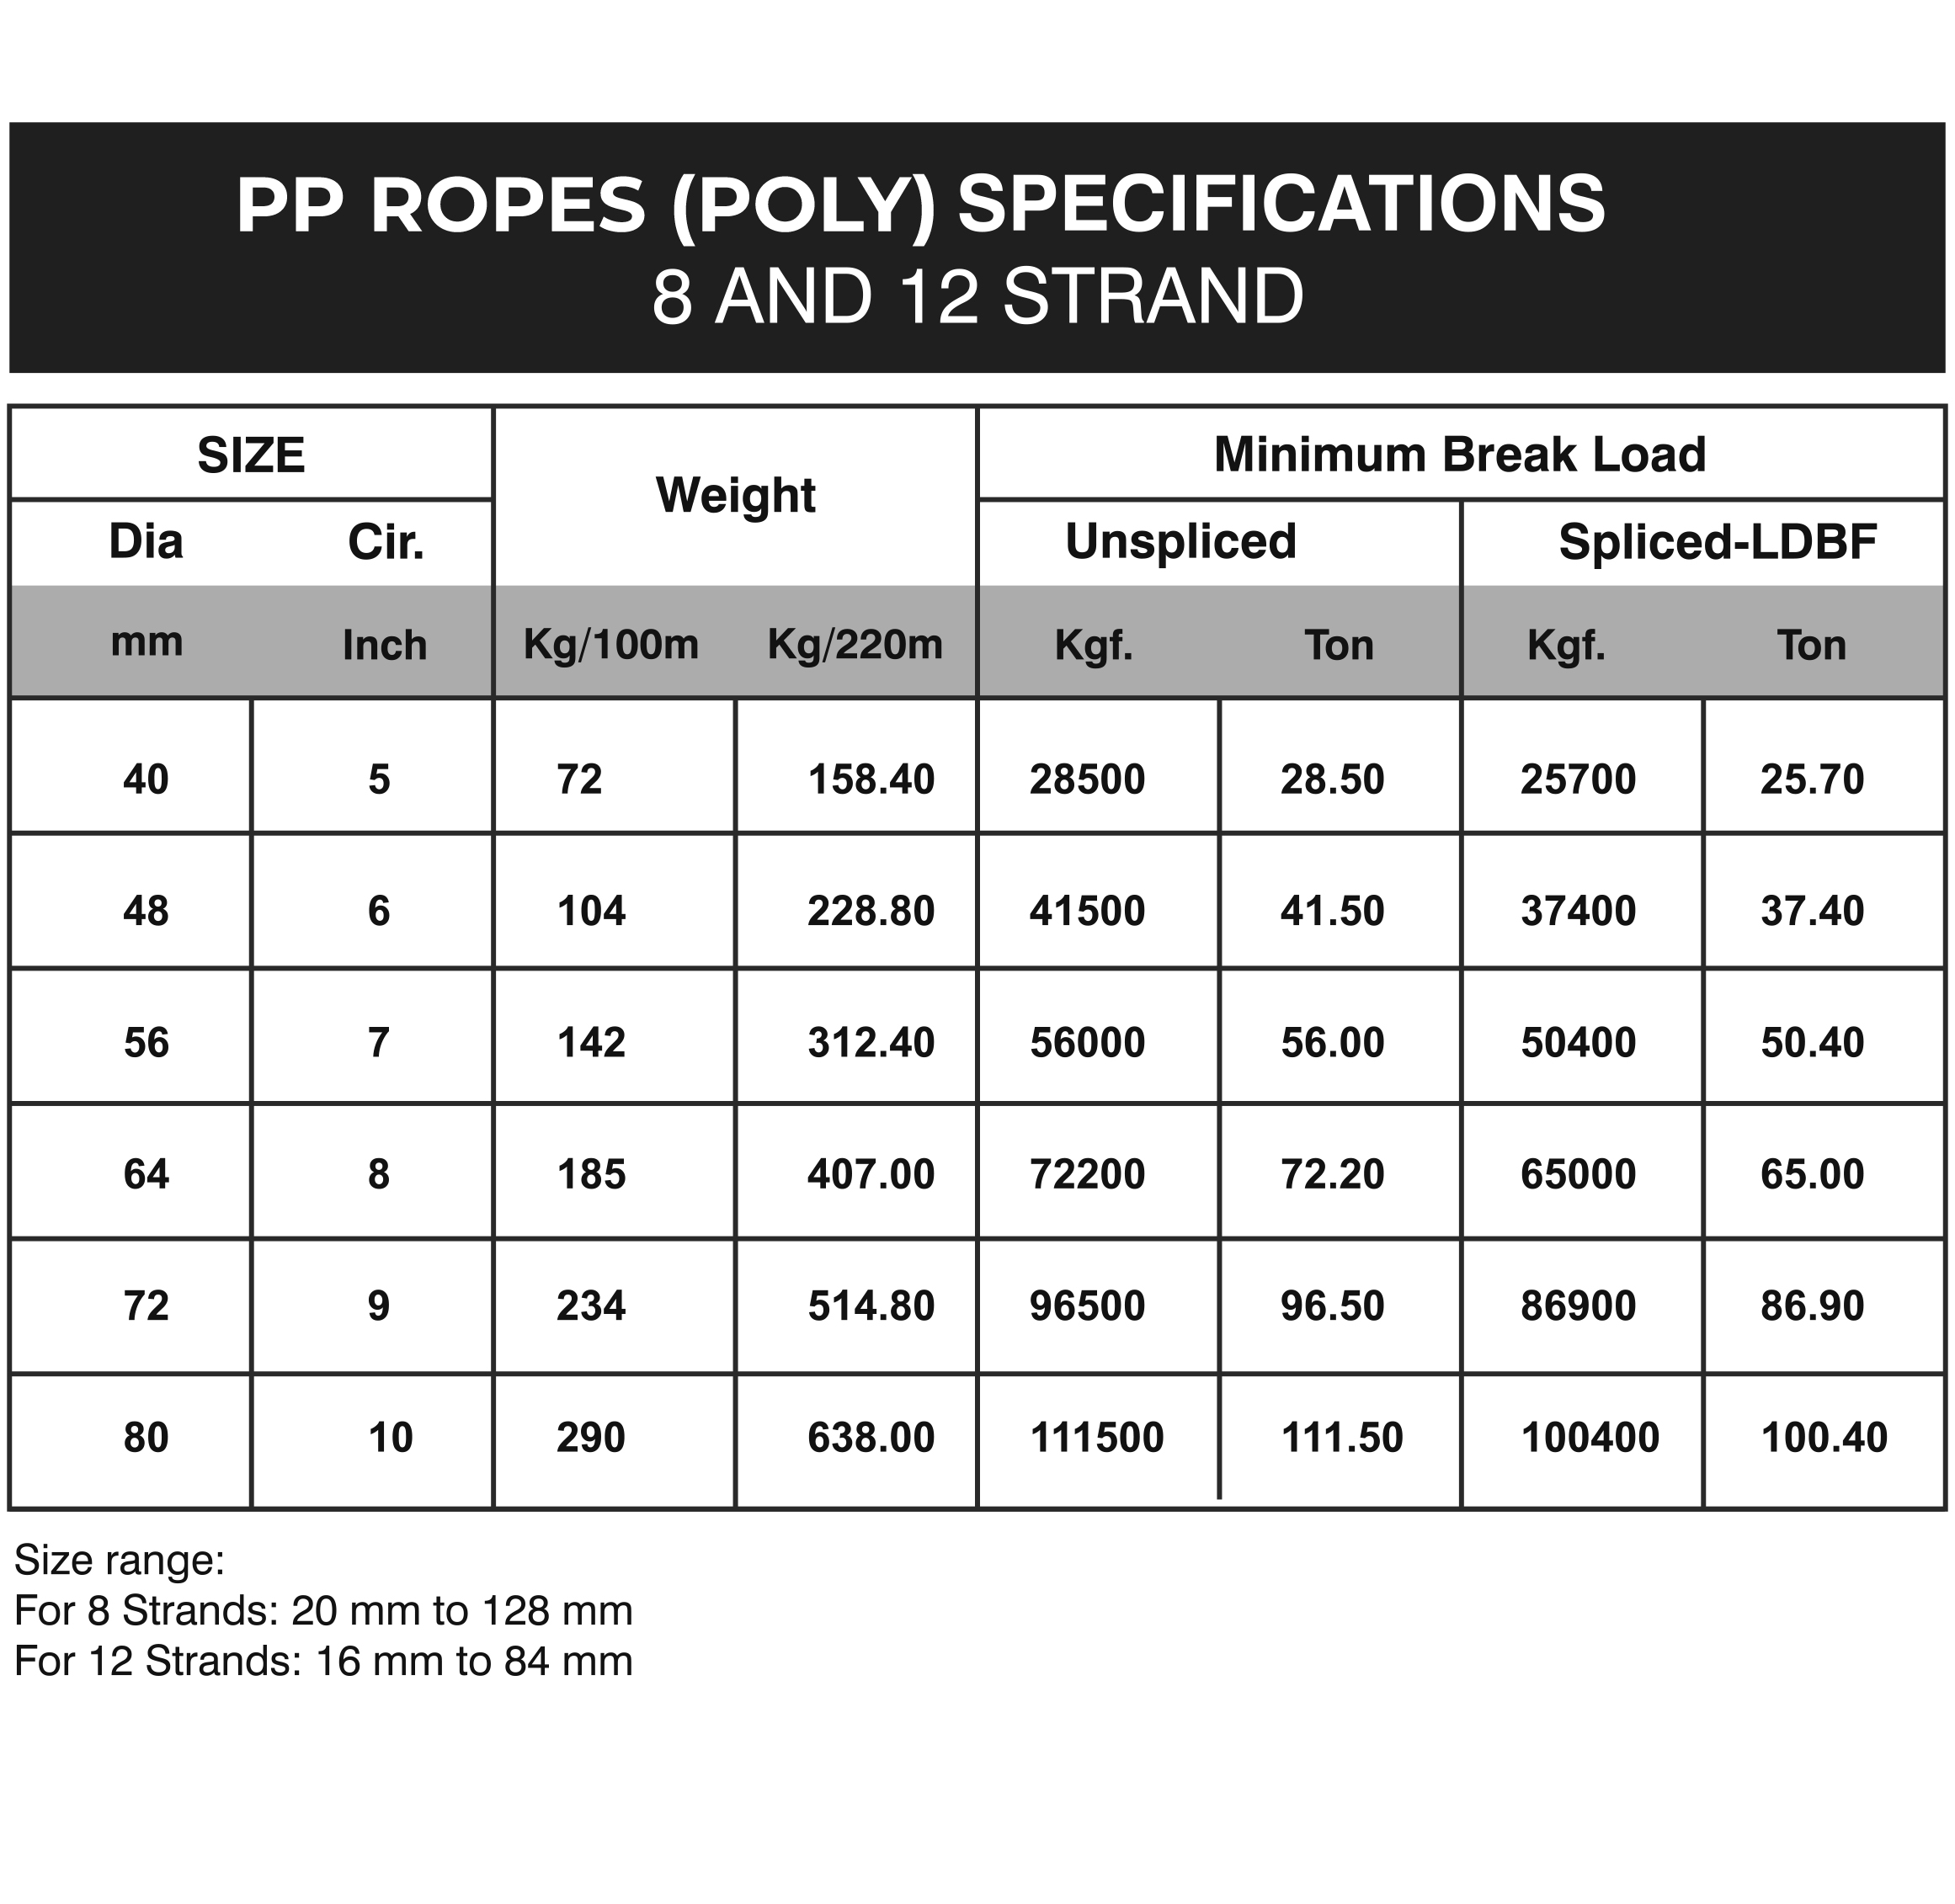 PP ROPES (POLY) SPECIFICATIONS
8 AND 12 STRAND
SIZE Weight Minimum Break Load
Dia Cir. Unspliced Spliced-LDBF
mm Inch Kg/100m Kg/220m Kgf. Ton Kgf. Ton
40 5 72 158.40 28500 28.50 25700 25.70
48 6 104 228.80 41500 41.50 37400 37.40
56 7 142 312.40 56000 56.00 50400 50.40
64 8 185 407.00 72200 72.20 65000 65.00
72 9 234 514.80 96500 96.50 86900 86.90
80 10 290 638.00 111500 111.50 100400 100.40
Size range:
For 8 Strands: 20 mm to 128 mm
For 12 Strands: 16 mm to 84 mm